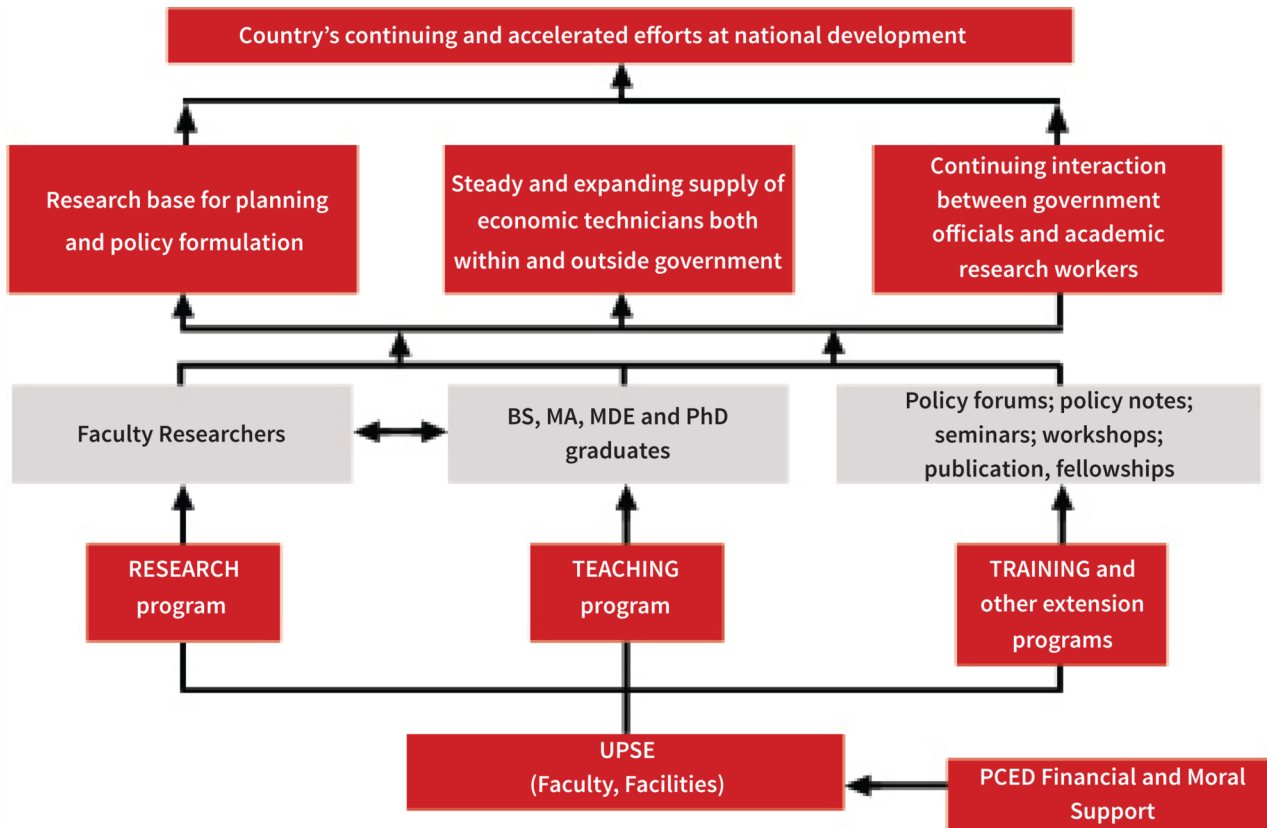 Country’s continuing and accelerated efforts at national development
Research base for planning
and policy formulation
Steady and expanding supply of
economic technicians both
within and outside government
Continuing interaction
between government
officials and academic
research workers
Faculty Researchers
BS, MA, MDE and PhD
graduates
Policy forums; policy notes;
seminars; workshops;
publication, fellowships
RESEARCH
program
TEACHING
program
TRAINING and
other extension
programs
UPSE
(Faculty, Facilities)
PCED Financial and Moral
Support